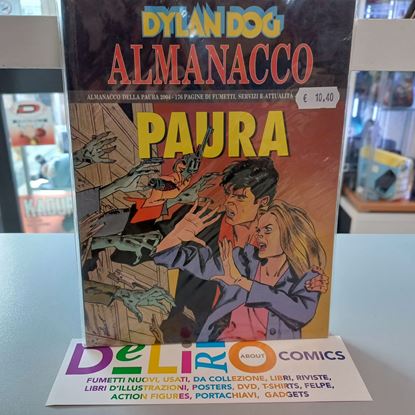 DYLAN DOG
ALMANACCO
ALMANACCO DELLA PAURA 2004 - 176 PAGINE DI FUMETTI, SERVIZI E ATTUALITÀ
€ 10,40
PAURA
DeLiRiO ABOUT COMICS
FUMETTI NUOVI, USATI, DA COLLEZIONE, LIBRI, RIVISTE,
LIBRI D'ILLUSTRAZIONI, POSTERS, DVD, T-SHIRTS, FELPE,
ACTION FIGURES, PORTACHIAVI, GADGETS